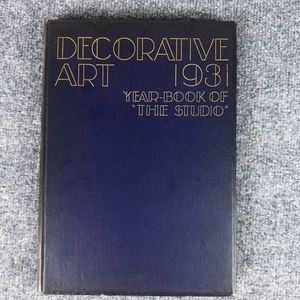 DECORATIVE
ART 1931
YEAR-BOOK OF
"THE STUDIO"